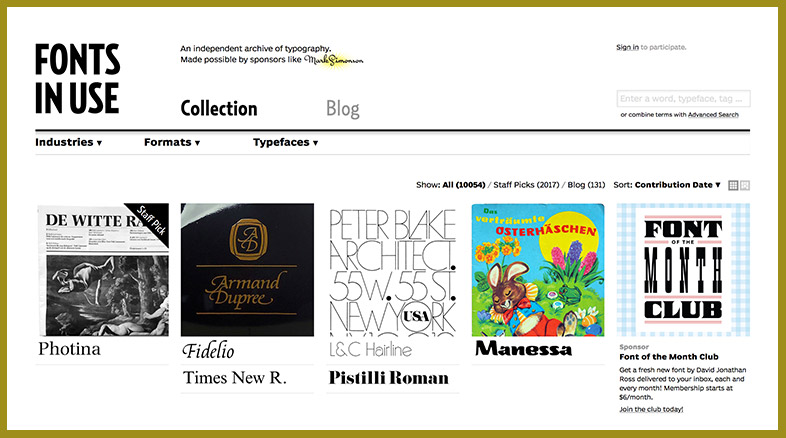 FONTS
IN USE
An independent archive of typography.
Made possible by sponsors like Mark Simonson
Sign in to participate.
Collection
Blog
Enter a word, typeface, tag ...
or combine terms with Advanced Search
Industries ▾
Formats ▾
Typefaces ▾
Show: All (10054) / Staff Picks (2017) / Blog (131) Sort: Contribution Date ▾
DE WITTE RA
Staff Pick
Photina
AD
Armand
Dupree
Fidelio
Times New R.
PETER BLAKE
ARCHITECT.
55 W. 55 ST.
NEW YORK
USA
L&C Hairline
Pistilli Roman
Das
verträumte
OSTERHÄSCHEN
Manessa
FONT
OF THE
MONTH
CLUB
Sponsor
Font of the Month Club
Get a fresh new font by David Jonathan
Ross delivered to your inbox, each and
every month! Membership starts at
$6/month.
Join the club today!